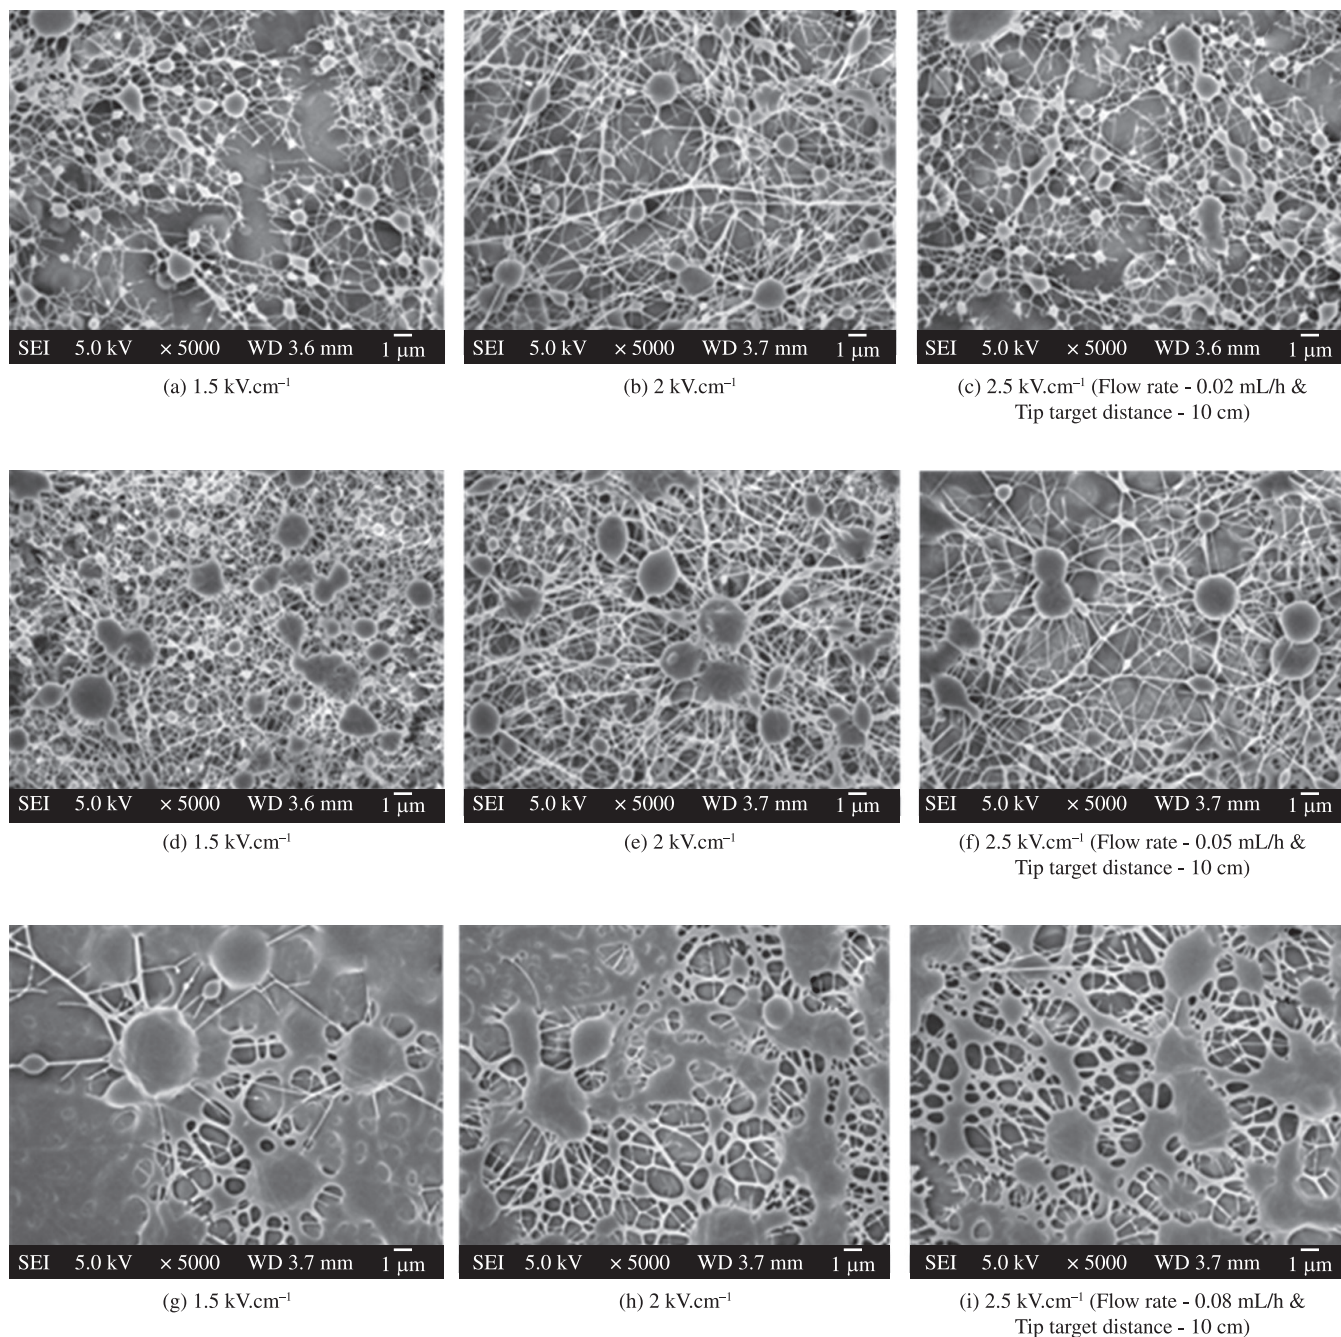 SEI 5.0 kV × 5000 WD 3.6 mm 1 µm
SEI 5.0 kV × 5000 WD 3.7 mm 1 µm
SEI 5.0 kV × 5000 WD 3.6 mm 1 µm
(a) 1.5 kV.cm⁻¹
(b) 2 kV.cm⁻¹
(c) 2.5 kV.cm⁻¹ (Flow rate - 0.02 mL/h &
Tip target distance - 10 cm)
SEI 5.0 kV × 5000 WD 3.6 mm 1 µm
SEI 5.0 kV × 5000 WD 3.7 mm 1 µm
SEI 5.0 kV × 5000 WD 3.7 mm 1 µm
(d) 1.5 kV.cm⁻¹
(e) 2 kV.cm⁻¹
(f) 2.5 kV.cm⁻¹ (Flow rate - 0.05 mL/h &
Tip target distance - 10 cm)
SEI 5.0 kV × 5000 WD 3.7 mm 1 µm
SEI 5.0 kV × 5000 WD 3.7 mm 1 µm
SEI 5.0 kV × 5000 WD 3.7 mm 1 µm
(g) 1.5 kV.cm⁻¹
(h) 2 kV.cm⁻¹
(i) 2.5 kV.cm⁻¹ (Flow rate - 0.08 mL/h &
Tip target distance - 10 cm)